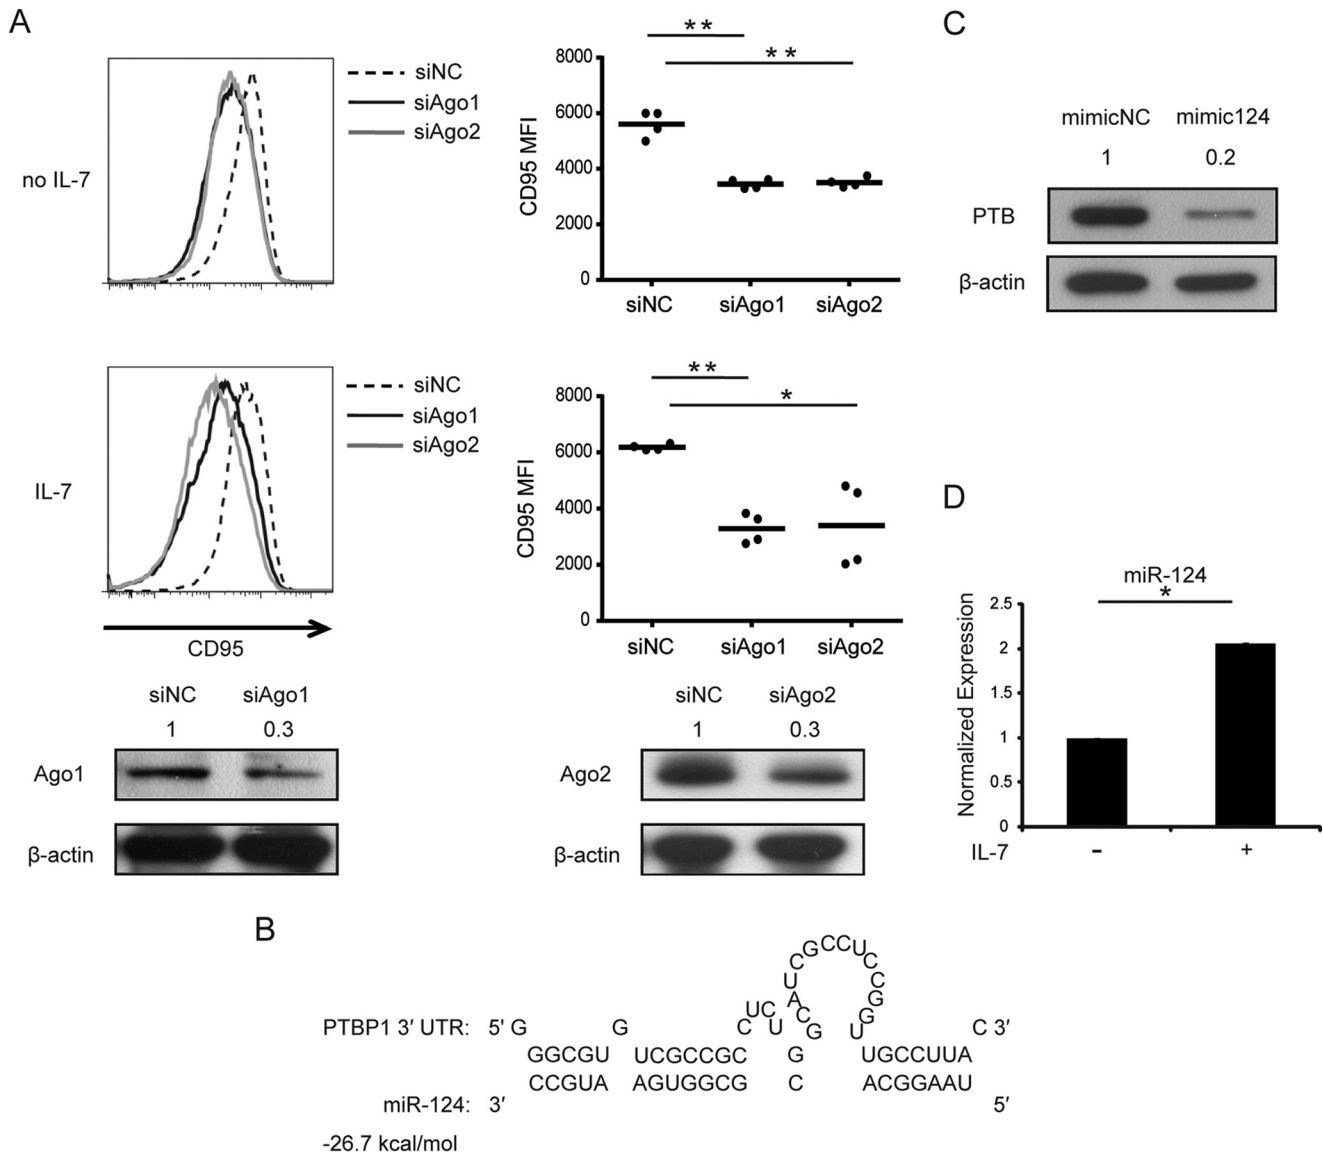 A
no IL-7
siNC
siAgo1
siAgo2
**
**
8000
6000
4000
2000
0
CD95 MFI
siNC siAgo1 siAgo2
IL-7
siNC
siAgo1
siAgo2
CD95
**
*
8000
6000
4000
2000
0
CD95 MFI
siNC siAgo1 siAgo2
siNC siAgo1
1 0.3
Ago1
β-actin
siNC siAgo2
1 0.3
Ago2
β-actin
B
PTBP1 3′ UTR: 5′ G G C UCU GCAUCGCCUCCGGU C 3′
GGCGU UCGCCGC G UGCCUUA
CCGUA AGUGGCG C ACGGAAU
miR-124: 3′ 5′
-26.7 kcal/mol
C
mimicNC mimic124
1 0.2
PTB
β-actin
D
miR-124
*
2.5
2
1.5
1
0.5
0
Normalized Expression
IL-7 – +